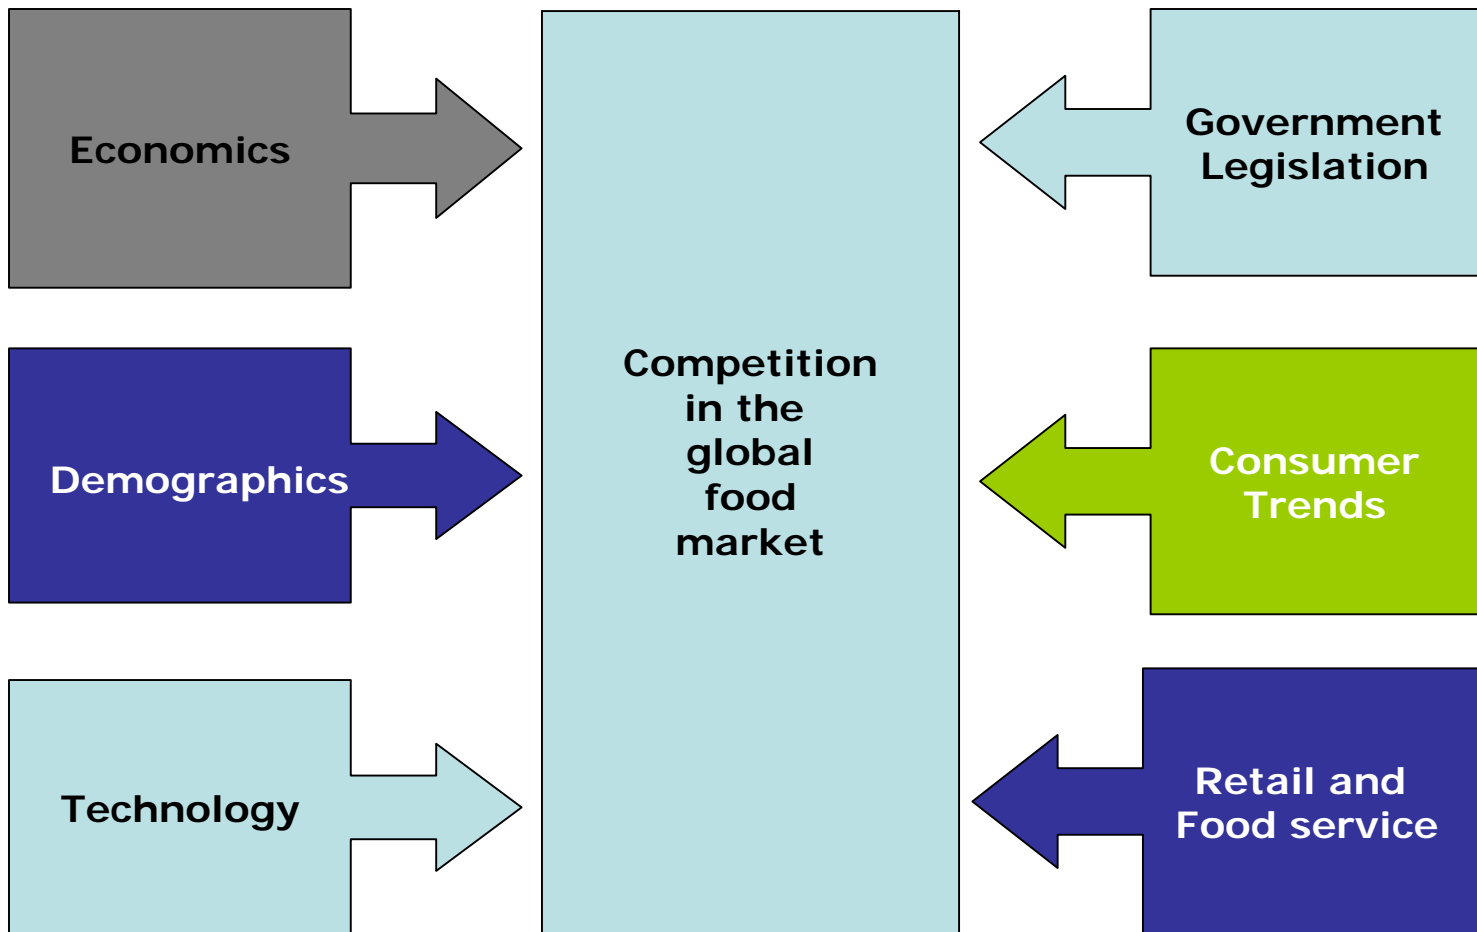 Economics
Demographics
Technology
Competition
in the
global
food
market
Government
Legislation
Consumer
Trends
Retail and
Food service